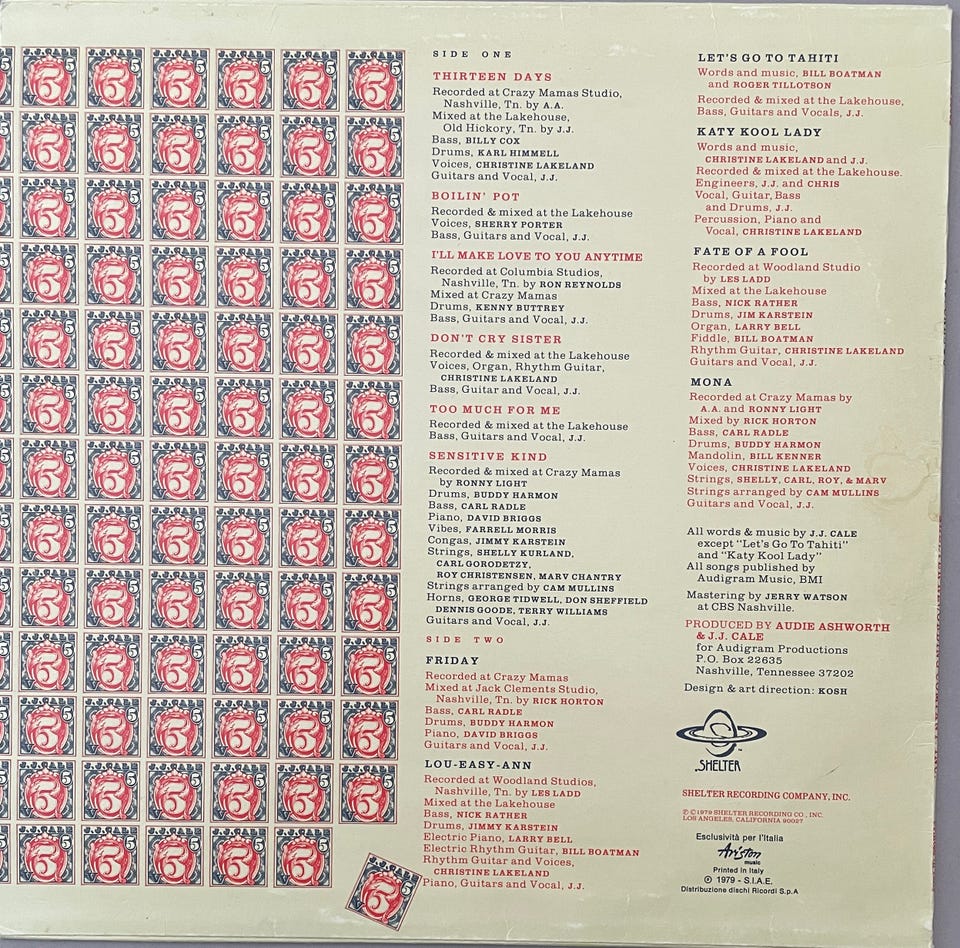 SIDE ONE
THIRTEEN DAYS
Recorded at Crazy Mamas Studio,
Nashville, Tn. by A.A.
Mixed at the Lakehouse,
Old Hickory, Tn. by J.J.
Bass, BILLY COX
Drums, KARL HIMMELL
Voices, CHRISTINE LAKELAND
Guitars and Vocal, J.J.
BOILIN' POT
Recorded & mixed at the Lakehouse
Voices, SHERRY PORTER
Bass, Guitars and Vocal, J.J.
I'LL MAKE LOVE TO YOU ANYTIME
Recorded at Columbia Studios,
Nashville, Tn. by RON REYNOLDS
Mixed at Crazy Mamas
Drums, KENNY BUTTREY
Bass, Guitars and Vocal, J.J.
DON'T CRY SISTER
Recorded & mixed at the Lakehouse
Voices, Organ, Rhythm Guitar,
CHRISTINE LAKELAND
Bass, Guitar and Vocal, J.J.
TOO MUCH FOR ME
Recorded & mixed at the Lakehouse
Bass, Guitars and Vocal, J.J.
SENSITIVE KIND
Recorded & mixed at Crazy Mamas
by RONNY LIGHT
Drums, BUDDY HARMON
Bass, CARL RADLE
Piano, DAVID BRIGGS
Vibes, FARRELL MORRIS
Congas, JIMMY KARSTEIN
Strings, SHELLY KURLAND,
CARL GORODETZY,
ROY CHRISTENSEN, MARV CHANTRY
Strings arranged by CAM MULLINS
Horns, GEORGE TIDWELL, DON SHEFFIELD
DENNIS GOODE, TERRY WILLIAMS
Guitars and Vocal, J.J.
SIDE TWO
FRIDAY
Recorded at Crazy Mamas
Mixed at Jack Clements Studio,
Nashville, Tn. by RICK HORTON
Bass, CARL RADLE
Drums, BUDDY HARMON
Piano, DAVID BRIGGS
Guitars and Vocal, J.J.
LOU-EASY-ANN
Recorded at Woodland Studios,
Nashville, Tn. by LES LADD
Mixed at the Lakehouse
Bass, NICK RATHER
Drums, JIMMY KARSTEIN
Electric Piano, LARRY BELL
Electric Rhythm Guitar, BILL BOATMAN
Rhythm Guitar and Voices,
CHRISTINE LAKELAND
Piano, Guitars and Vocal, J.J.
LET'S GO TO TAHITI
Words and music, BILL BOATMAN
and ROGER TILLOTSON
Recorded & mixed at the Lakehouse,
Bass, Guitars and Vocals, J.J.
KATY KOOL LADY
Words and music,
CHRISTINE LAKELAND and J.J.
Recorded & mixed at the Lakehouse.
Engineers, J.J. and CHRIS
Vocal, Guitar, Bass
and Drums, J.J.
Percussion, Piano and
Vocal, CHRISTINE LAKELAND
FATE OF A FOOL
Recorded at Woodland Studio
by LES LADD
Mixed at the Lakehouse
Bass, NICK RATHER
Drums, JIM KARSTEIN
Organ, LARRY BELL
Fiddle, BILL BOATMAN
Rhythm Guitar, CHRISTINE LAKELAND
Guitars and Vocal, J.J.
MONA
Recorded at Crazy Mamas by
A.A. and RONNY LIGHT
Mixed by RICK HORTON
Bass, CARL RADLE
Drums, BUDDY HARMON
Mandolin, BILL KENNER
Voices, CHRISTINE LAKELAND
Strings, SHELLY, CARL, ROY, & MARV
Strings arranged by CAM MULLINS
Guitars and Vocal, J.J.
All words & music by J.J. CALE
except "Let's Go To Tahiti"
and "Katy Kool Lady"
All songs published by
Audigram Music, BMI
Mastering by JERRY WATSON
at CBS Nashville.
PRODUCED BY AUDIE ASHWORTH
& J.J. CALE
for Audigram Productions
P.O. Box 22635
Nashville, Tennessee 37202
Design & art direction: KOSH
SHELTER
SHELTER RECORDING COMPANY, INC.
℗ © 1979 SHELTER RECORDING CO., INC.
LOS ANGELES, CALIFORNIA 90027
Esclusività per l'Italia
Ariston
music
Printed in Italy
℗ 1979 - S.I.A.E.
Distribuzione dischi Ricordi S.p.A
J.J. CALE
5
V